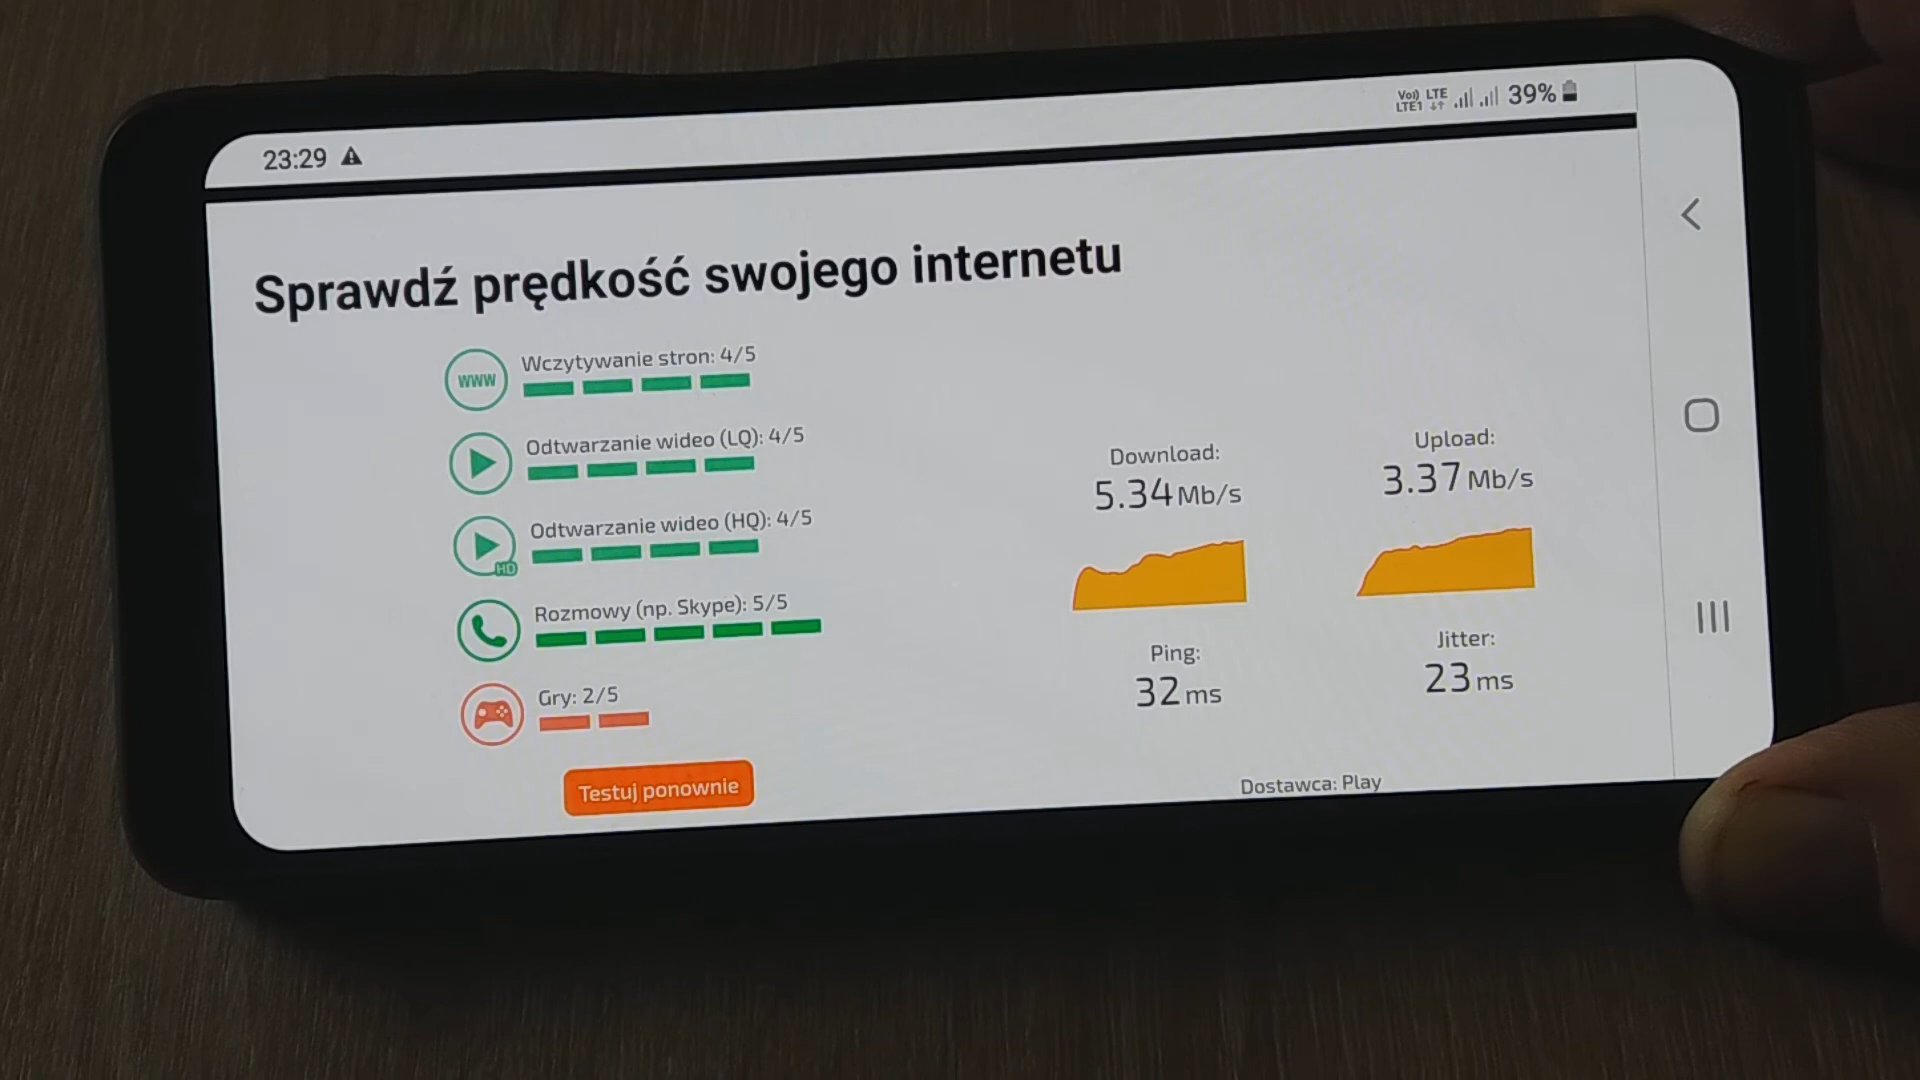 23:29
Vo) LTE
LTE1
39%
Sprawdź prędkość swojego internetu
www
Wczytywanie stron: 4/5
Odtwarzanie wideo (LQ): 4/5
Odtwarzanie wideo (HQ): 4/5
HD
Rozmowy (np. Skype): 5/5
Gry: 2/5
Testuj ponownie
Download:
5.34 Mb/s
Upload:
3.37 Mb/s
Ping:
32 ms
Jitter:
23 ms
Dostawca: Play